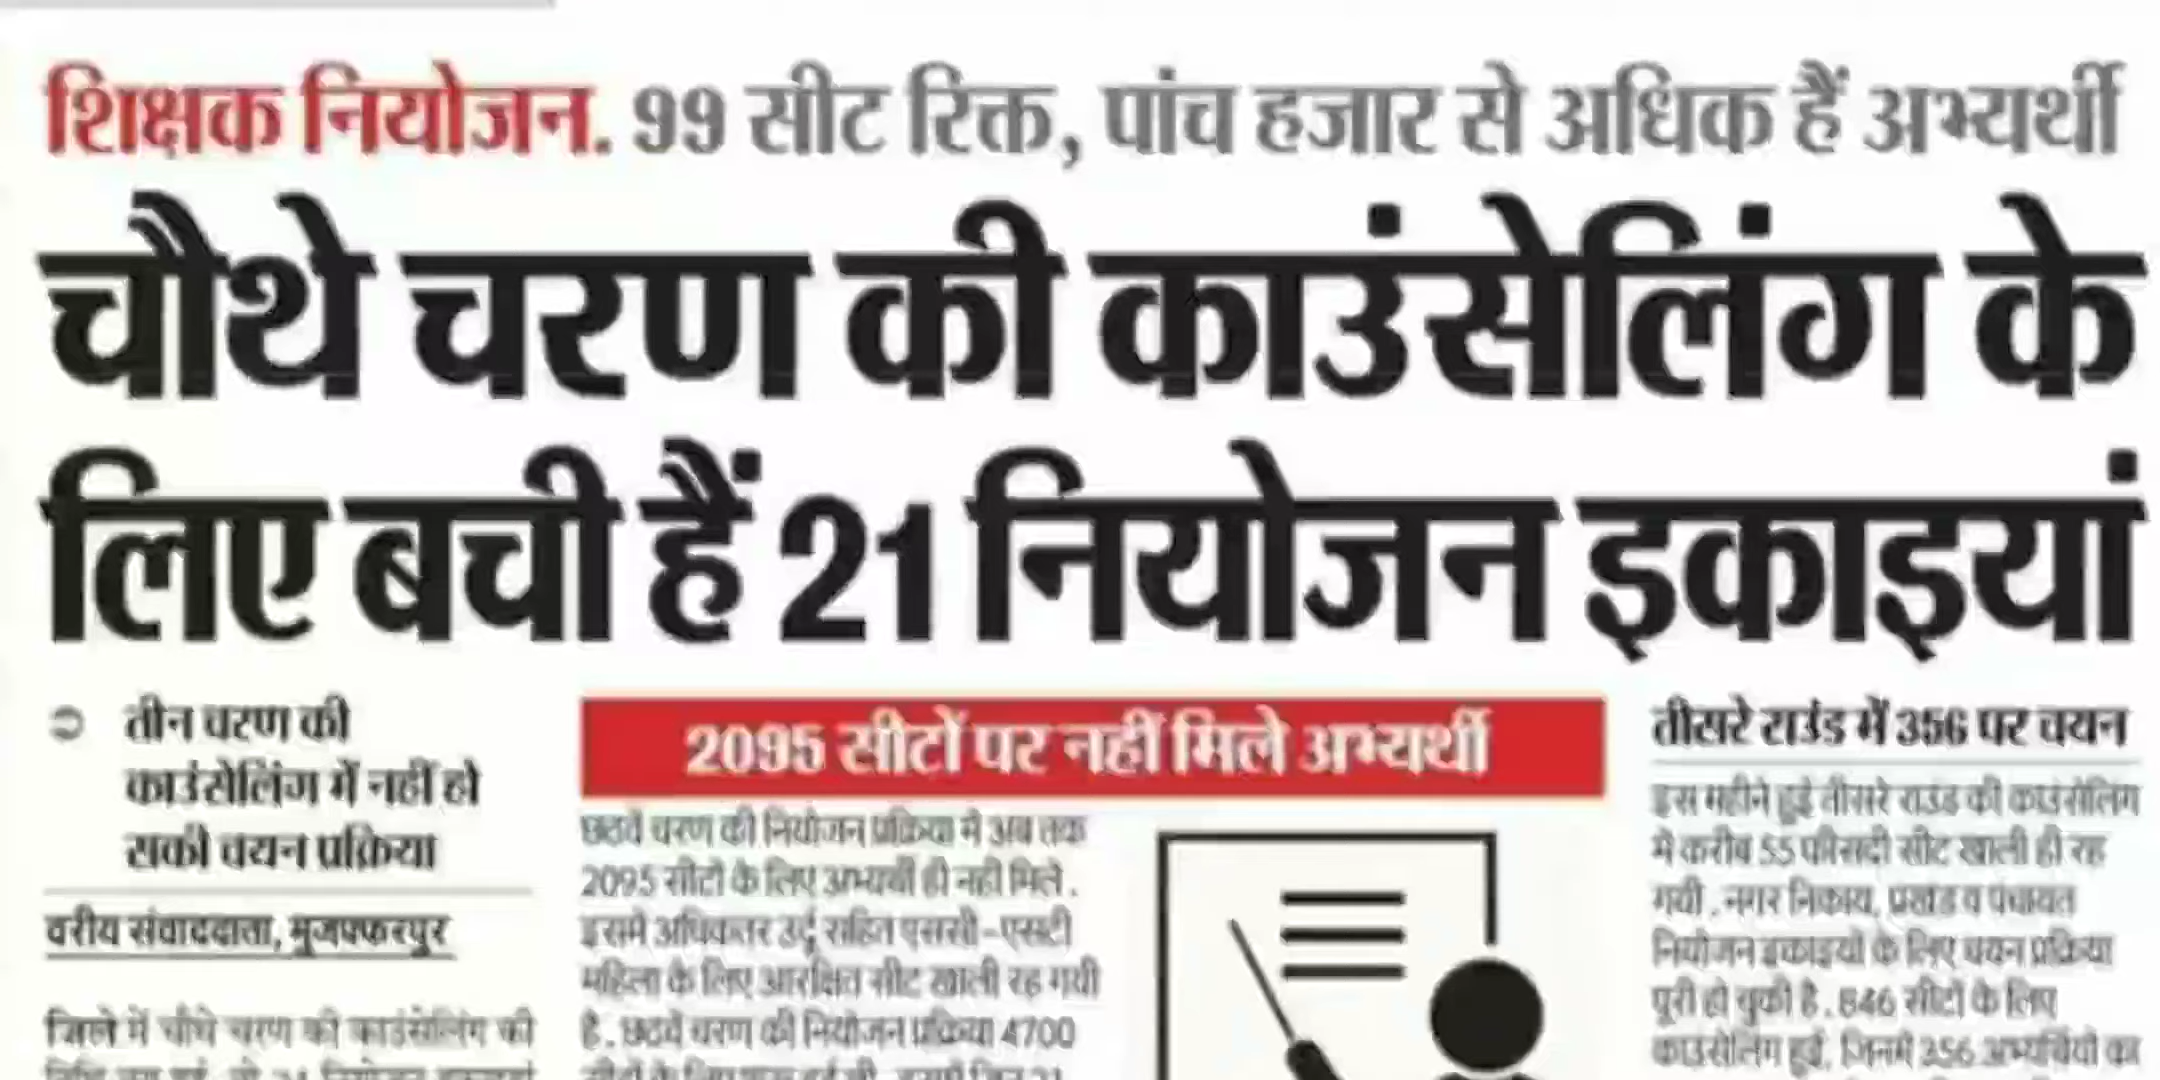 शिक्षक नियोजन. 99 सीट रिक्त, पांच हजार से अधिक हैं अभ्यर्थी
चौथे चरण की काउंसेलिंग के
लिए बची हैं 21 नियोजन इकाइयां
तीन चरण की
काउंसेलिंग में नहीं हो
सकी चयन प्रक्रिया
वरीय संवाददाता, मुजफ्फरपुर
जिले में चौथे चरण की काउंसेलिंग की
2095 सीटों पर नहीं मिले अभ्यर्थी
छठवें चरण की नियोजन प्रक्रिया में अब तक
2095 सीटों के लिए अभ्यर्थी ही नहीं मिले.
इसमें अधिकतर उर्दू सहित एससी-एसटी
महिला के लिए आरक्षित सीट खाली रह गयी
है. छठवें चरण की नियोजन प्रक्रिया 4700
तीसरे राउंड में 356 पर चयन
इस महीने हुई तीसरे राउंड की काउंसेलिंग
में करीब 55 फीसदी सीट खाली ही रह
गयी. नगर निकाय, प्रखंड व पंचायत
नियोजन इकाइयों के लिए चयन प्रक्रिया
पूरी हो चुकी है. 846 सीटों के लिए
काउंसेलिंग हुई, जिनमें 356 अभ्यर्थियों का